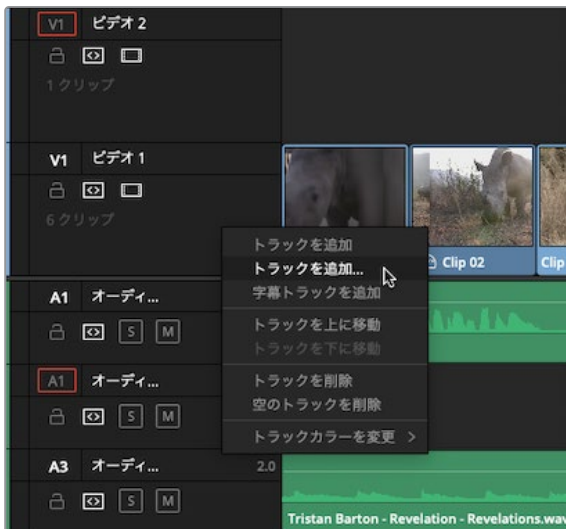 V1 ビデオ 2
1 クリップ
V1 ビデオ 1
6 クリップ
トラックを追加
トラックを追加...
字幕トラックを追加
トラックを上に移動
トラックを下に移動
トラックを削除
空のトラックを削除
トラックカラーを変更 >
Clip 02
Clip
A1 オーディ...
S M
A1 オーディ...
S M
A3 オーディ... 2.0
S M
Tristan Barton - Revelation - Revelations.wav